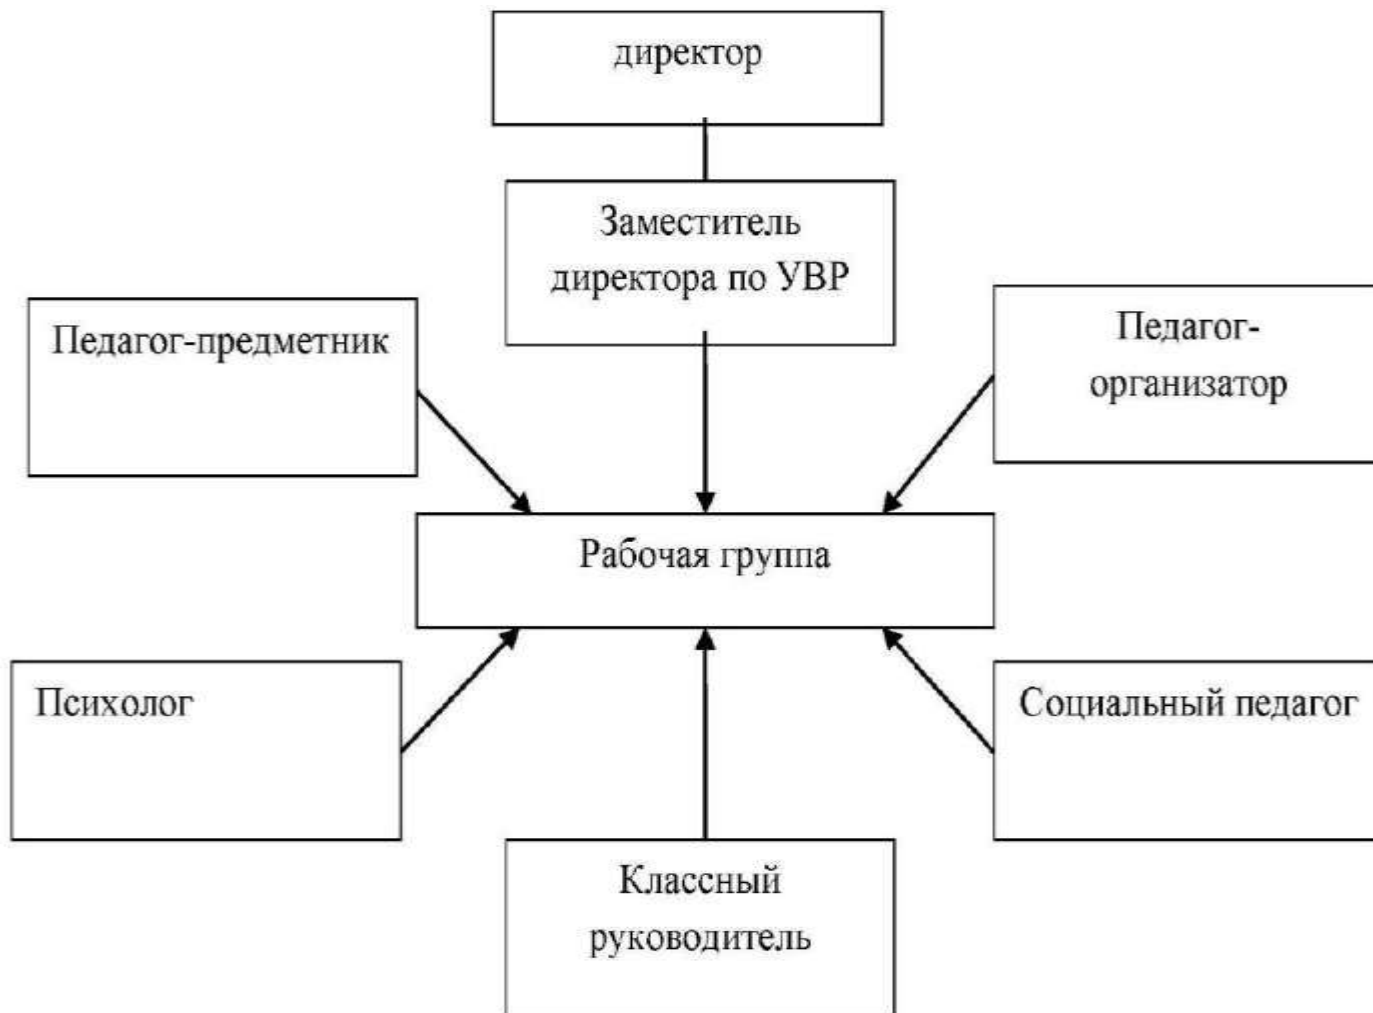 директор
Заместитель
директора по УВР
Педагог-предметник
Педагог-
организатор
Рабочая группа
Психолог
Социальный педагог
Классный
руководитель